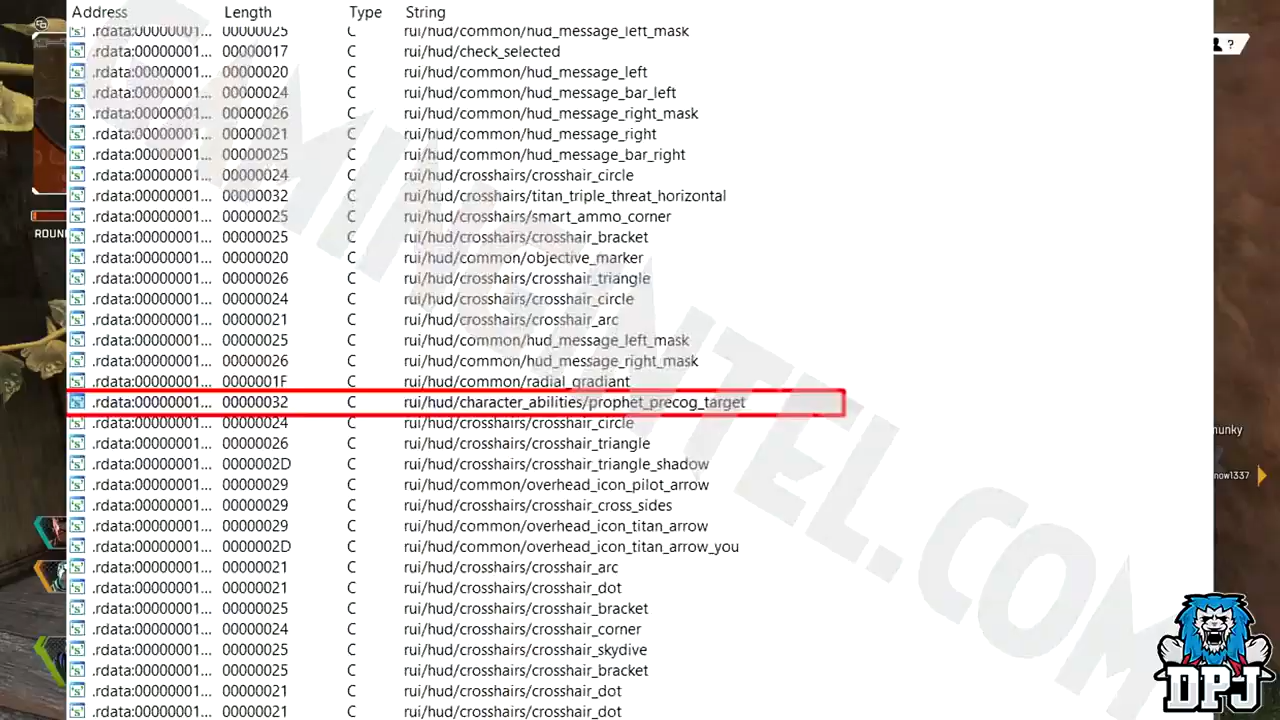 Address Length Type String
.rdata:00000001... 00000025 C rui/hud/common/hud_message_left_mask
.rdata:00000001... 00000017 C rui/hud/check_selected
.rdata:00000001... 00000020 C rui/hud/common/hud_message_left
.rdata:00000001... 00000024 C rui/hud/common/hud_message_bar_left
.rdata:00000001... 00000026 C rui/hud/common/hud_message_right_mask
.rdata:00000001... 00000021 C rui/hud/common/hud_message_right
.rdata:00000001... 00000025 C rui/hud/common/hud_message_bar_right
.rdata:00000001... 00000024 C rui/hud/crosshairs/crosshair_circle
.rdata:00000001... 00000032 C rui/hud/crosshairs/titan_triple_threat_horizontal
.rdata:00000001... 00000025 C rui/hud/crosshairs/smart_ammo_corner
.rdata:00000001... 00000025 C rui/hud/crosshairs/crosshair_bracket
.rdata:00000001... 00000020 C rui/hud/common/objective_marker
.rdata:00000001... 00000026 C rui/hud/crosshairs/crosshair_triangle
.rdata:00000001... 00000024 C rui/hud/crosshairs/crosshair_circle
.rdata:00000001... 00000021 C rui/hud/crosshairs/crosshair_arc
.rdata:00000001... 00000025 C rui/hud/common/hud_message_left_mask
.rdata:00000001... 00000026 C rui/hud/common/hud_message_right_mask
.rdata:00000001... 0000001F C rui/hud/common/radial_gradiant
.rdata:00000001... 00000032 C rui/hud/character_abilities/prophet_precog_target
.rdata:00000001... 00000024 C rui/hud/crosshairs/crosshair_circle
.rdata:00000001... 00000026 C rui/hud/crosshairs/crosshair_triangle
.rdata:00000001... 0000002D C rui/hud/crosshairs/crosshair_triangle_shadow
.rdata:00000001... 00000029 C rui/hud/common/overhead_icon_pilot_arrow
.rdata:00000001... 00000029 C rui/hud/crosshairs/crosshair_cross_sides
.rdata:00000001... 00000029 C rui/hud/common/overhead_icon_titan_arrow
.rdata:00000001... 0000002D C rui/hud/common/overhead_icon_titan_arrow_you
.rdata:00000001... 00000021 C rui/hud/crosshairs/crosshair_arc
.rdata:00000001... 00000021 C rui/hud/crosshairs/crosshair_dot
.rdata:00000001... 00000025 C rui/hud/crosshairs/crosshair_bracket
.rdata:00000001... 00000024 C rui/hud/crosshairs/crosshair_corner
.rdata:00000001... 00000025 C rui/hud/crosshairs/crosshair_skydive
.rdata:00000001... 00000025 C rui/hud/crosshairs/crosshair_bracket
.rdata:00000001... 00000021 C rui/hud/crosshairs/crosshair_dot
.rdata:00000001... 00000021 C rui/hud/crosshairs/crosshair_dot
?
ROUN
munky
now1337
MINGINTEL.COM
DPJ